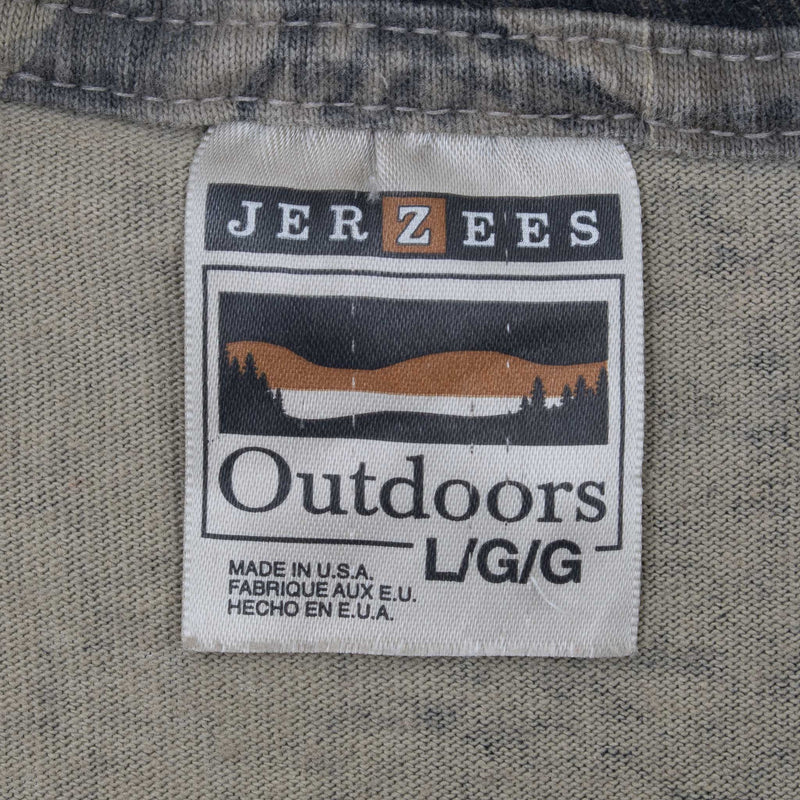 JERZEES
Outdoors
L/G/G
MADE IN U.S.A.
FABRIQUE AUX E.U.
HECHO EN E.U.A.